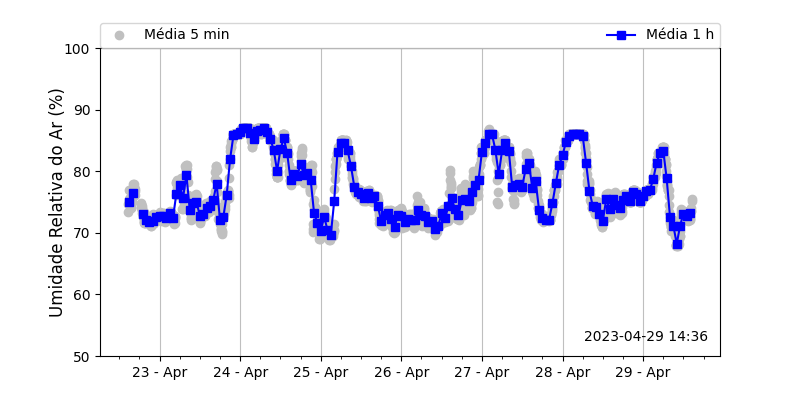 Média 5 min
Média 1 h
Umidade Relativa do Ar (%)
100
90
80
70
60
50
2023-04-29 14:36
23 - Apr
24 - Apr
25 - Apr
26 - Apr
27 - Apr
28 - Apr
29 - Apr